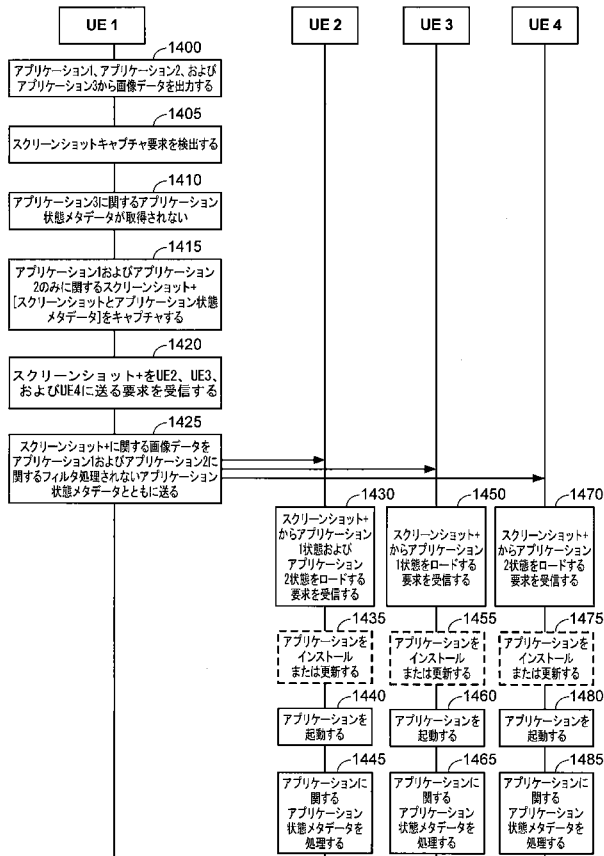 UE 1
UE 2
UE 3
UE 4
1400
アプリケーション1、アプリケーション2、および
アプリケーション3から画像データを出力する
1405
スクリーンショットキャプチャ要求を検出する
1410
アプリケーション3に関するアプリケーション
状態メタデータが取得されない
1415
アプリケーション1およびアプリケーション
2のみに関するスクリーンショット+
[スクリーンショットとアプリケーション状態
メタデータ]をキャプチャする
1420
スクリーンショット+をUE2、UE3、
およびUE4に送る要求を受信する
1425
スクリーンショット+に関する画像データを
アプリケーション1およびアプリケーション2に
関するフィルタ処理されないアプリケーション
状態メタデータとともに送る
1430
スクリーンショット+
からアプリケーション
1状態および
アプリケーション
2状態をロードする
要求を受信する
1450
スクリーンショット+
からアプリケーション
1状態をロードする
要求を受信する
1470
スクリーンショット+
からアプリケーション
2状態をロードする
要求を受信する
1435
アプリケーションを
インストール
または更新する
1455
アプリケーションを
インストール
または更新する
1475
アプリケーションを
インストール
または更新する
1440
アプリケーションを
起動する
1460
アプリケーションを
起動する
1480
アプリケーションを
起動する
1445
アプリケーションに
関する
アプリケーション
状態メタデータを
処理する
1465
アプリケーションに
関する
アプリケーション
状態メタデータを
処理する
1485
アプリケーションに
関する
アプリケーション
状態メタデータを
処理する